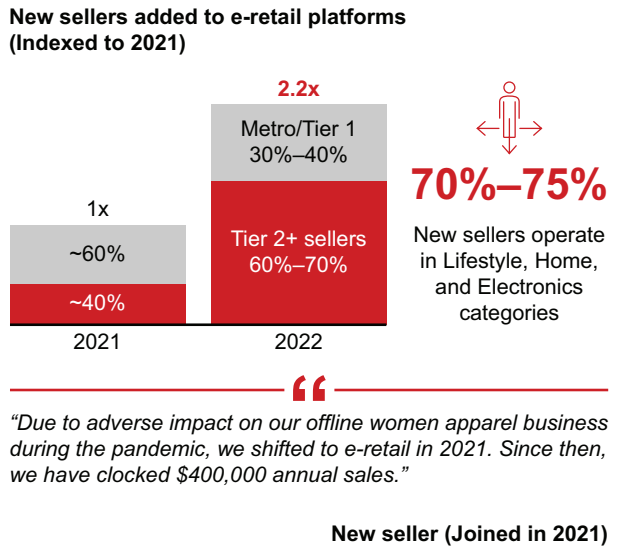 New sellers added to e-retail platforms
(Indexed to 2021)
2.2x
Metro/Tier 1
30%–40%
1x
~60%
Tier 2+ sellers
60%–70%
~40%
2021
2022
70%–75%
New sellers operate
in Lifestyle, Home,
and Electronics
categories
“Due to adverse impact on our offline women apparel business
during the pandemic, we shifted to e-retail in 2021. Since then,
we have clocked $400,000 annual sales.”
New seller (Joined in 2021)